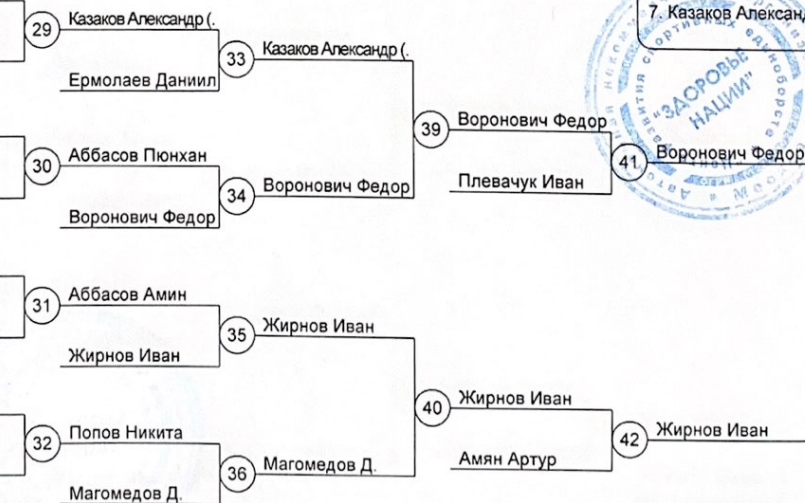 7. Казаков Александ
29
Казаков Александр (.
33
Казаков Александр (.
Ермолаев Даниил
39
Воронович Федор
30
Аббасов Пюнхан
34
Воронович Федор
Воронович Федор
41
Воронович Федор
Плевачук Иван
31
Аббасов Амин
35
Жирнов Иван
Жирнов Иван
40
Жирнов Иван
32
Попов Никита
36
Магомедов Д.
Магомедов Д.
42
Жирнов Иван
Амян Артур
"ЗДОРОВЬЕ
НАЦИИ"